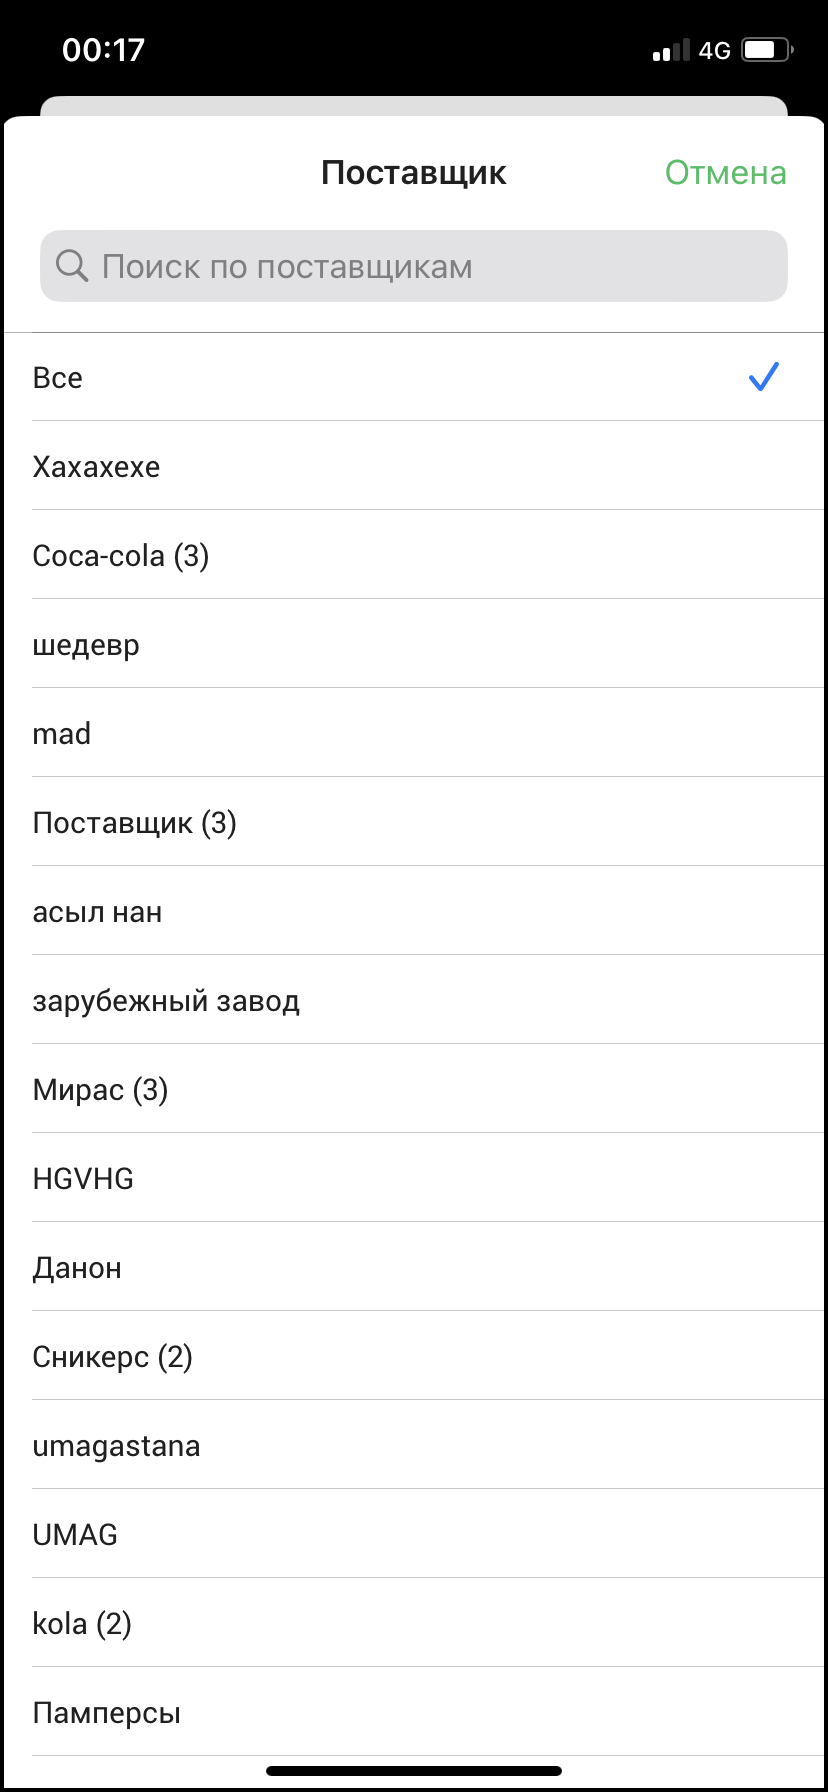 00:17
4G
Поставщик
Отмена
Поиск по поставщикам
Все
Хахахехе
Coca-cola (3)
шедевр
mad
Поставщик (3)
асыл нан
зарубежный завод
Мирас (3)
HGVHG
Данон
Сникерс (2)
umagastana
UMAG
kola (2)
Памперсы